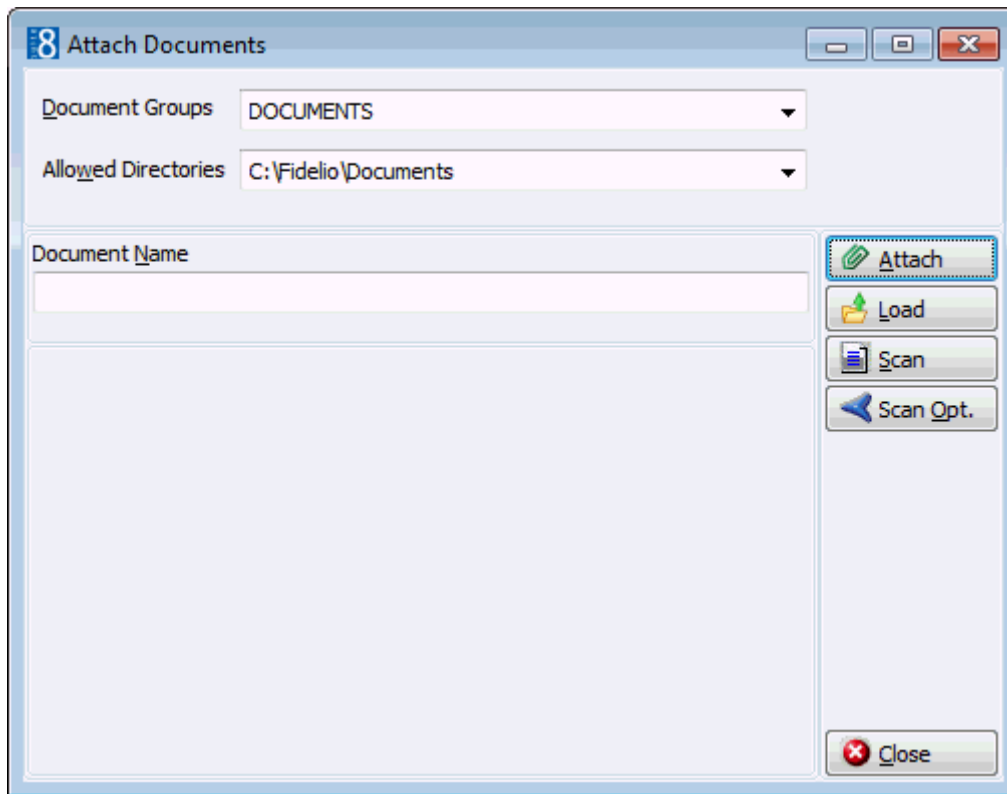 8 Attach Documents
Document Groups DOCUMENTS
Allowed Directories C:\Fidelio\Documents
Document Name
Attach
Load
Scan
Scan Opt.
Close